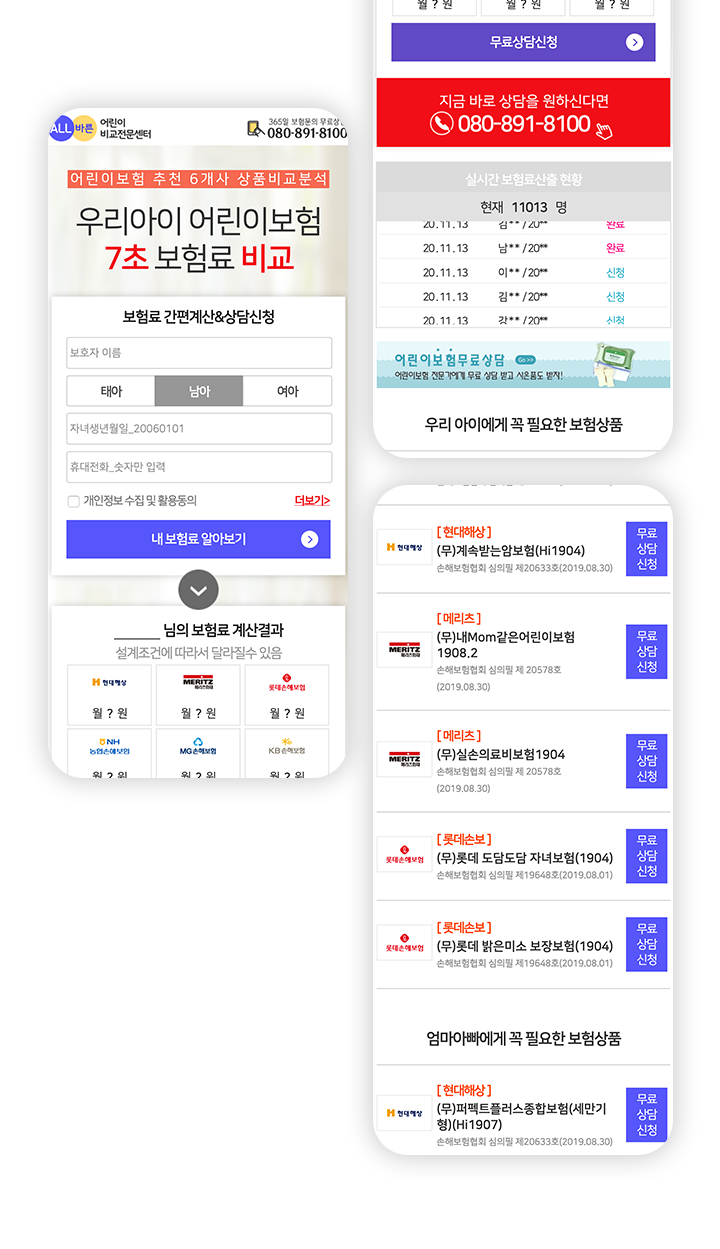 ALL 바른 어린이
비교전문센터
365일 보험문의 무료상담
080-891-8100
어린이보험 추천 6개사 상품비교분석
우리아이 어린이보험
7초 보험료 비교
보험료 간편계산&상담신청
보호자 이름
태아 남아 여아
자녀생년월일_20060101
휴대전화_숫자만 입력
개인정보 수집 및 활용동의 더보기>
내 보험료 알아보기
______ 님의 보험료 계산결과
설계조건에 따라서 달라질수 있음
현대해상 MERITZ 메리츠화재 롯데손해보험
월 ? 원 월 ? 원 월 ? 원
NH 농협손해보험 MG손해보험 KB손해보험
월 ? 원 월 ? 원 월 ? 원
월 ? 원 월 ? 원 월 ? 원
무료상담신청
지금 바로 상담을 원하신다면
080-891-8100
실시간 보험료산출 현황
현재 11013 명
20.11.13 김** /20** 완료
20.11.13 남** /20** 완료
20.11.13 이** /20** 신청
20.11.13 김** /20** 신청
20.11.13 강** /20** 신청
어린이보험무료상담 Go >>
어린이보험 전문가에게 무료 상담 받고 사은품도 받자!
우리 아이에게 꼭 필요한 보험상품
현대해상
[ 현대해상 ]
(무)계속받는암보험(Hi1904)
손해보험협회 심의필 제20633호(2019.08.30)
무료
상담
신청
MERITZ
메리츠화재
[ 메리츠 ]
(무)내Mom같은어린이보험
1908.2
손해보험협회 심의필 제 20578호
(2019.08.30)
무료
상담
신청
MERITZ
메리츠화재
[ 메리츠 ]
(무)실손의료비보험1904
손해보험협회 심의필 제 20578호
(2019.08.30)
무료
상담
신청
롯데손해보험
[ 롯데손보 ]
(무)롯데 도담도담 자녀보험(1904)
손해보험협회 심의필 제19648호(2019.08.01)
무료
상담
신청
롯데손해보험
[ 롯데손보 ]
(무)롯데 밝은미소 보장보험(1904)
손해보험협회 심의필 제19648호(2019.08.01)
무료
상담
신청
엄마아빠에게 꼭 필요한 보험상품
현대해상
[ 현대해상 ]
(무)퍼펙트플러스종합보험(세만기
형)(Hi1907)
손해보험협회 심의필 제20633호(2019.08.30)
무료
상담
신청